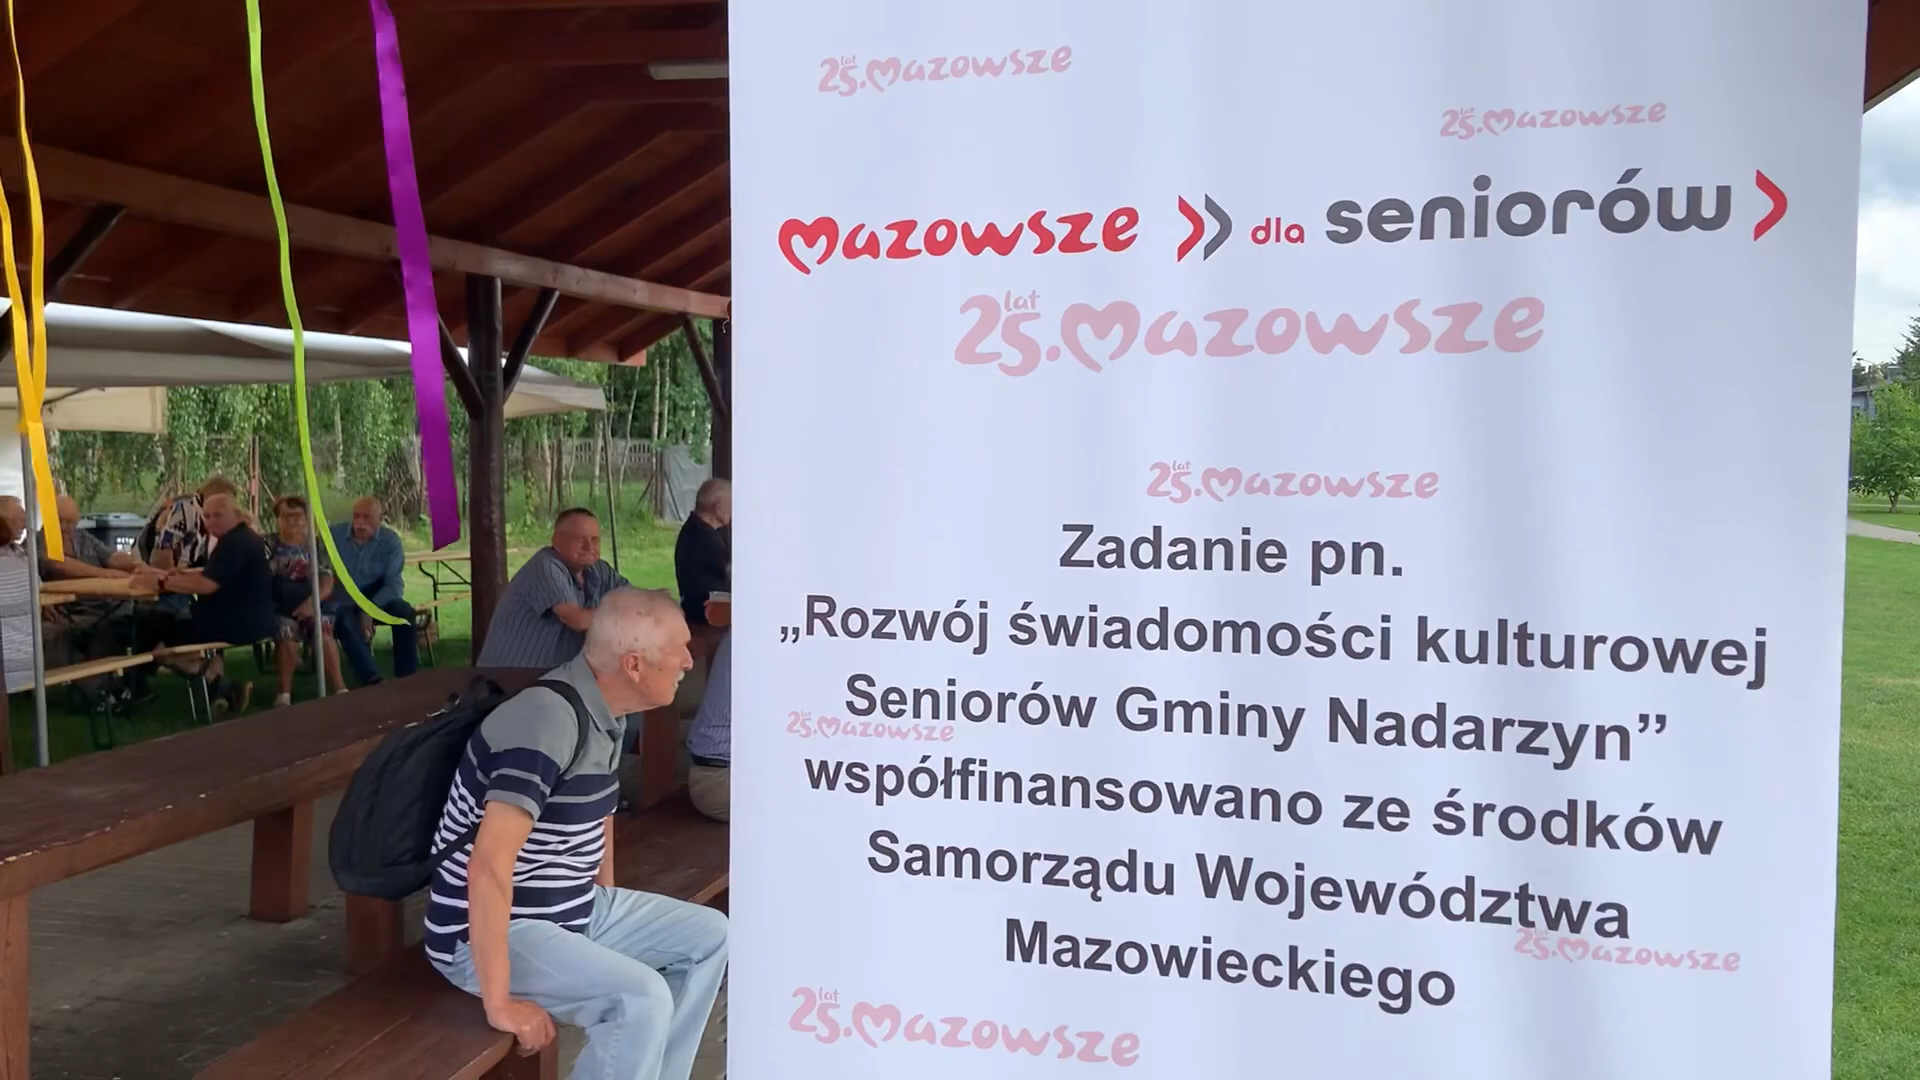 25 lat.Mazowsze
25 lat.Mazowsze
Mazowsze dla seniorów
25 lat.Mazowsze
25 lat.Mazowsze
Zadanie pn.
„Rozwój świadomości kulturowej
Seniorów Gminy Nadarzyn”
25 lat.Mazowsze
współfinansowano ze środków
Samorządu Województwa
25 lat.Mazowsze
Mazowieckiego
25 lat.Mazowsze